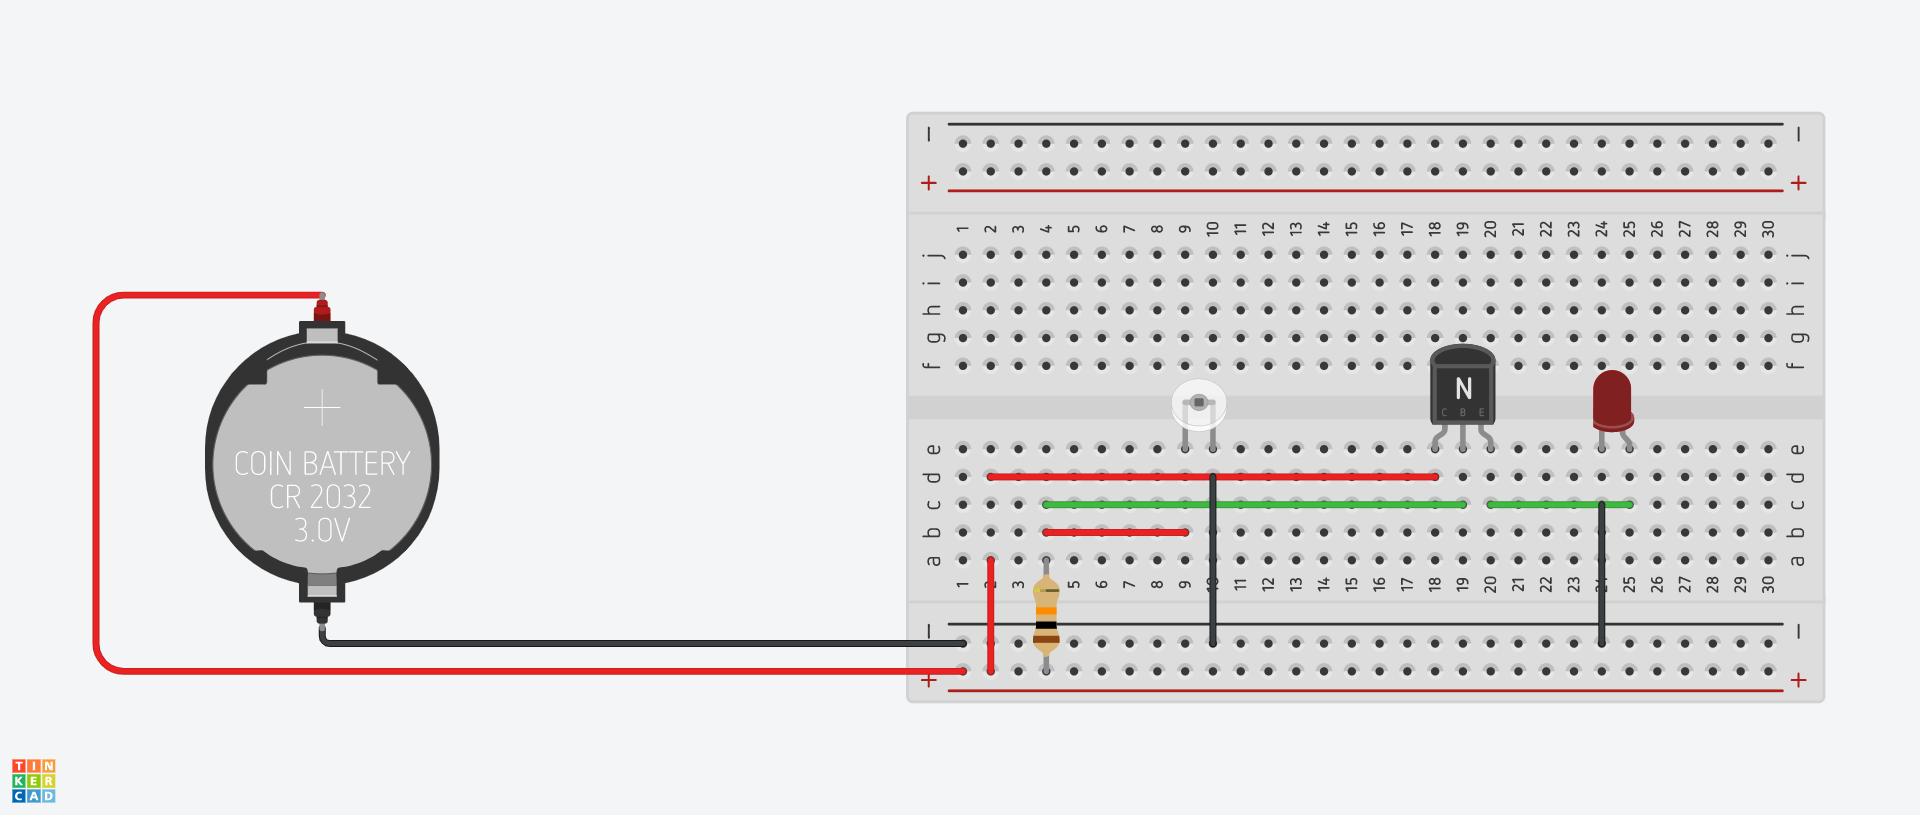 − −
+ +
1 2 3 4 5 6 7 8 9 10 11 12 13 14 15 16 17 18 19 20 21 22 23 24 25 26 27 28 29 30
j j
i i
h h
g g
f f
N
C B E
e e
d d
c c
b b
a a
1 2 3 5 6 7 8 9 10 11 12 13 14 15 16 17 18 19 20 21 22 23 24 25 26 27 28 29 30
− −
+ +
+
COIN BATTERY
CR 2032
3.0V
TIN
KER
CAD